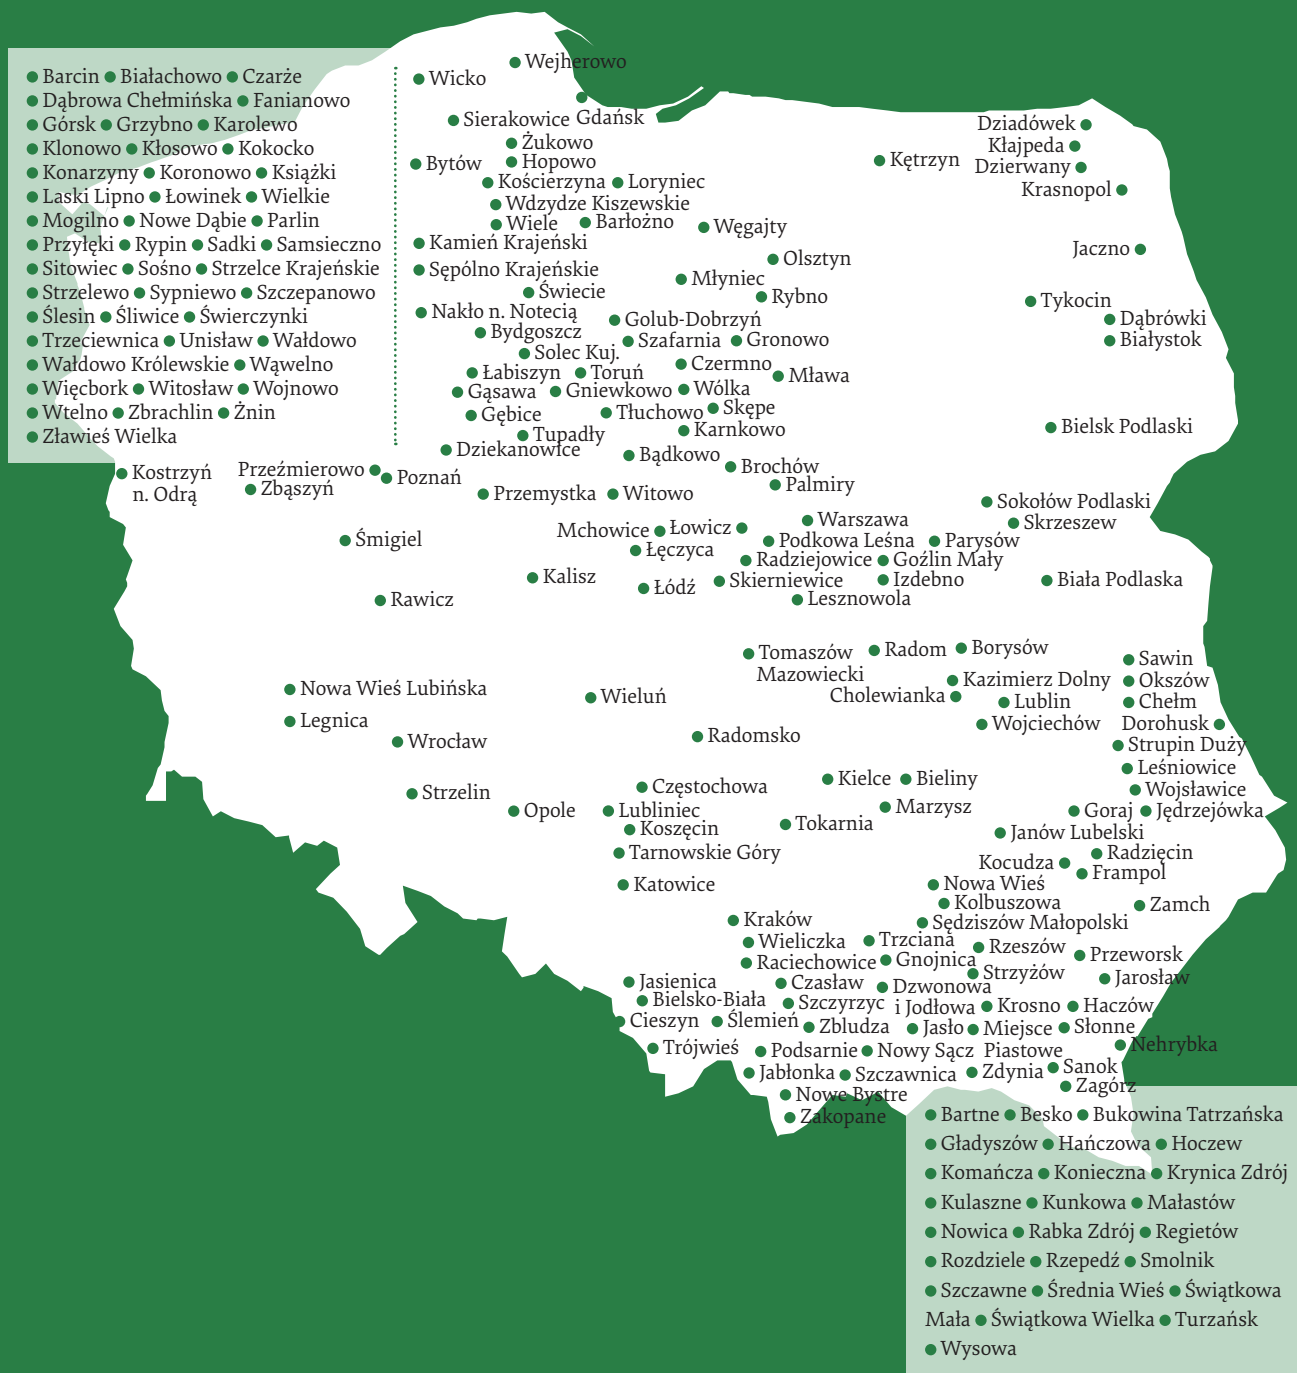 ● Barcin ● Białachowo ● Czarże
● Dąbrowa Chełmińska ● Fanianowo
● Górsk ● Grzybno ● Karolewo
● Klonowo ● Kłosowo ● Kokocko
● Konarzyny ● Koronowo ● Książki
● Laski Lipno ● Łowinek ● Wielkie
● Mogilno ● Nowe Dąbie ● Parlin
● Przyłęki ● Rypin ● Sadki ● Samsieczno
● Sitowiec ● Sośno ● Strzelce Krajeńskie
● Strzelewo ● Sypniewo ● Szczepanowo
● Ślesin ● Śliwice ● Świerczynki
● Trzeciewnica ● Unisław ● Wałdowo
● Wałdowo Królewskie ● Wąwelno
● Więcbork ● Witosław ● Wojnowo
● Wtelno ● Zbrachlin ● Żnin
● Zławieś Wielka
Wejherowo
Wicko
Sierakowice
Gdańsk
Żukowo
Bytów
Hopowo
Kościerzyna
Loryniec
Wdzydze Kiszewskie
Wiele
Barłożno
Węgajty
Kętrzyn
Dziadówek
Kłajpeda
Dzierwany
Krasnopol
Kamień Krajeński
Jaczno
Sępólno Krajeńskie
Olsztyn
Młyniec
Świecie
Rybno
Tykocin
Nakło n. Notecią
Golub-Dobrzyń
Dąbrówki
Bydgoszcz
Szafarnia
Gronowo
Białystok
Solec Kuj.
Czermno
Łabiszyn
Toruń
Mława
Gąsawa
Gniewkowo
Wólka
Gębice
Tłuchowo
Skępe
Tupadły
Karnkowo
Bielsk Podlaski
Dziekanowice
Bądkowo
Kostrzyń
n. Odrą
Przeźmierowo
Zbąszyń
Poznań
Brochów
Palmiry
Przemystka
Witowo
Sokołów Podlaski
Skrzeszew
Śmigiel
Mchowice
Łowicz
Warszawa
Łęczyca
Podkowa Leśna
Parysów
Radziejowice
Goźlin Mały
Kalisz
Łódź
Skierniewice
Izdebno
Biała Podlaska
Rawicz
Lesznowola
Tomaszów
Mazowiecki
Radom
Borysów
Sawin
Nowa Wieś Lubińska
Wieluń
Cholewianka
Kazimierz Dolny
Okszów
Lublin
Chełm
Legnica
Wojciechów
Dorohusk
Wrocław
Radomsko
Strupin Duży
Leśniowice
Częstochowa
Kielce
Bieliny
Wojsławice
Strzelin
Opole
Lubliniec
Marzysz
Goraj
Jędrzejówka
Koszęcin
Tokarnia
Janów Lubelski
Tarnowskie Góry
Kocudza
Radzięcin
Frampol
Katowice
Nowa Wieś
Kolbuszowa
Zamch
Kraków
Sędziszów Małopolski
Wieliczka
Trzciana
Rzeszów
Przeworsk
Raciechowice
Gnojnica
Strzyżów
Jarosław
Jasienica
Czasław
Dzwonowa
i Jodłowa
Bielsko-Biała
Szczyrzyc
Krosno
Haczów
Cieszyn
Ślemień
Zbludza
Jasło
Miejsce
Piastowe
Słonne
Trójwieś
Podsarnie
Nowy Sącz
Nehrybka
Jabłonka
Szczawnica
Zdynia
Sanok
Nowe Bystre
Zagórz
Zakopane
● Bartne ● Besko ● Bukowina Tatrzańska
● Gładyszów ● Hańczowa ● Hoczew
● Komańcza ● Konieczna ● Krynica Zdrój
● Kulaszne ● Kunkowa ● Małastów
● Nowica ● Rabka Zdrój ● Regietów
● Rozdziele ● Rzepedź ● Smolnik
● Szczawne ● Średnia Wieś ● Świątkowa
Mała ● Świątkowa Wielka ● Turzańsk
● Wysowa